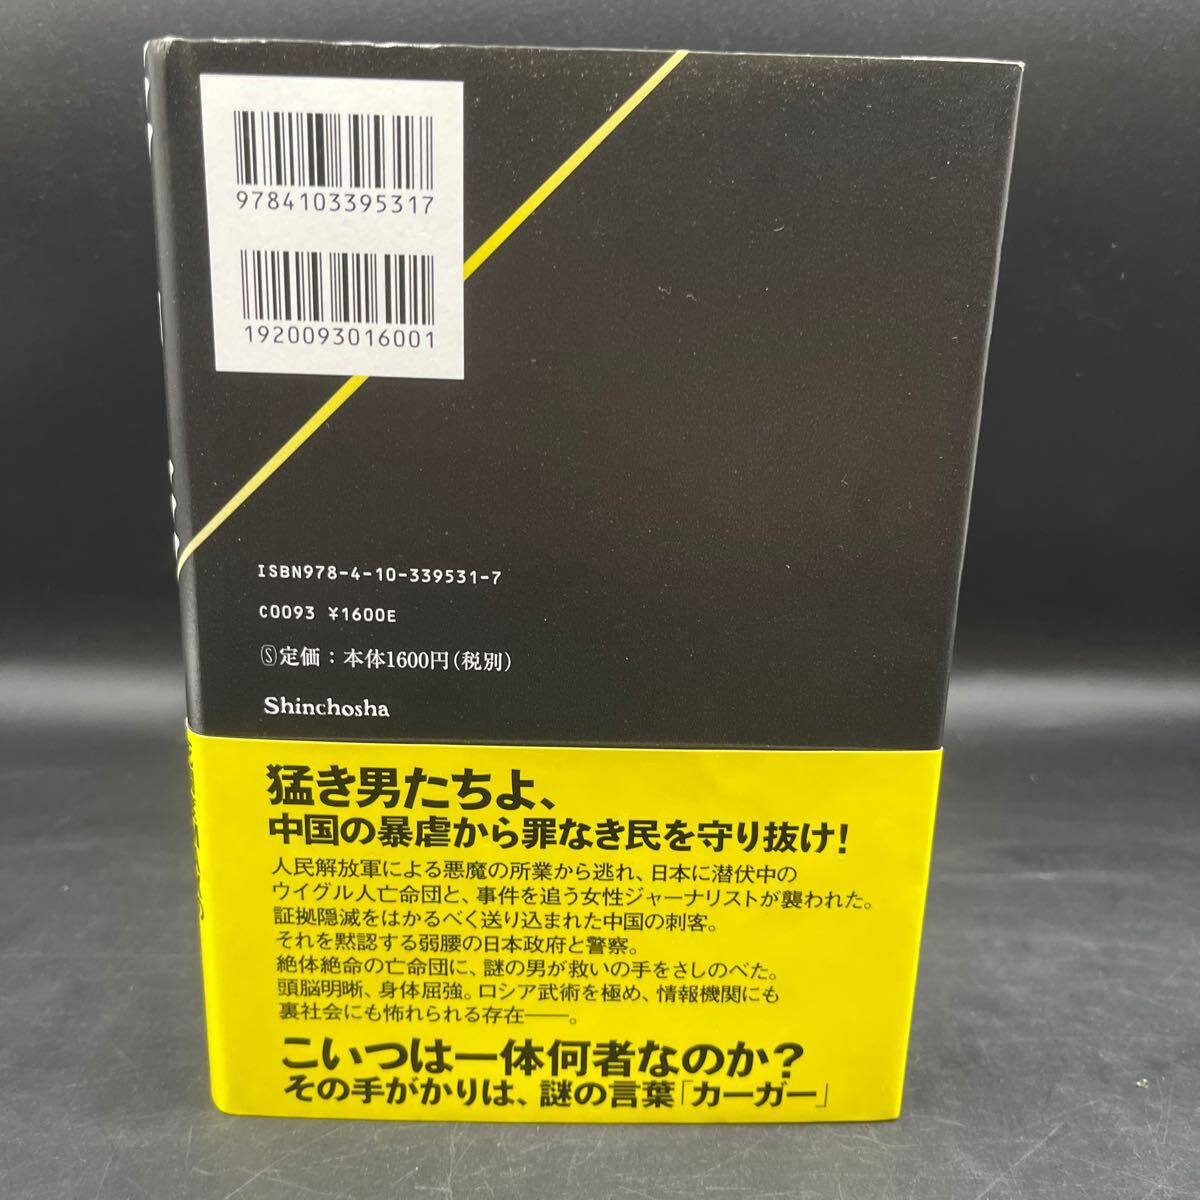 9784103395317
1920093016001
ISBN978-4-10-339531-7
C0093 ¥1600E
Ⓢ定価：本体1600円（税別）
Shinchosha
猛き男たちよ、
中国の暴虐から罪なき民を守り抜け！
人民解放軍による悪魔の所業から逃れ、日本に潜伏中の
ウイグル人亡命団と、事件を追う女性ジャーナリストが襲われた。
証拠隠滅をはかるべく送り込まれた中国の刺客。
それを黙認する弱腰の日本政府と警察。
絶体絶命の亡命団に、謎の男が救いの手をさしのべた。
頭脳明晰、身体屈強。ロシア武術を極め、情報機関にも
裏社会にも怖れられる存在――。
こいつは一体何者なのか？
その手がかりは、謎の言葉「カーガー」